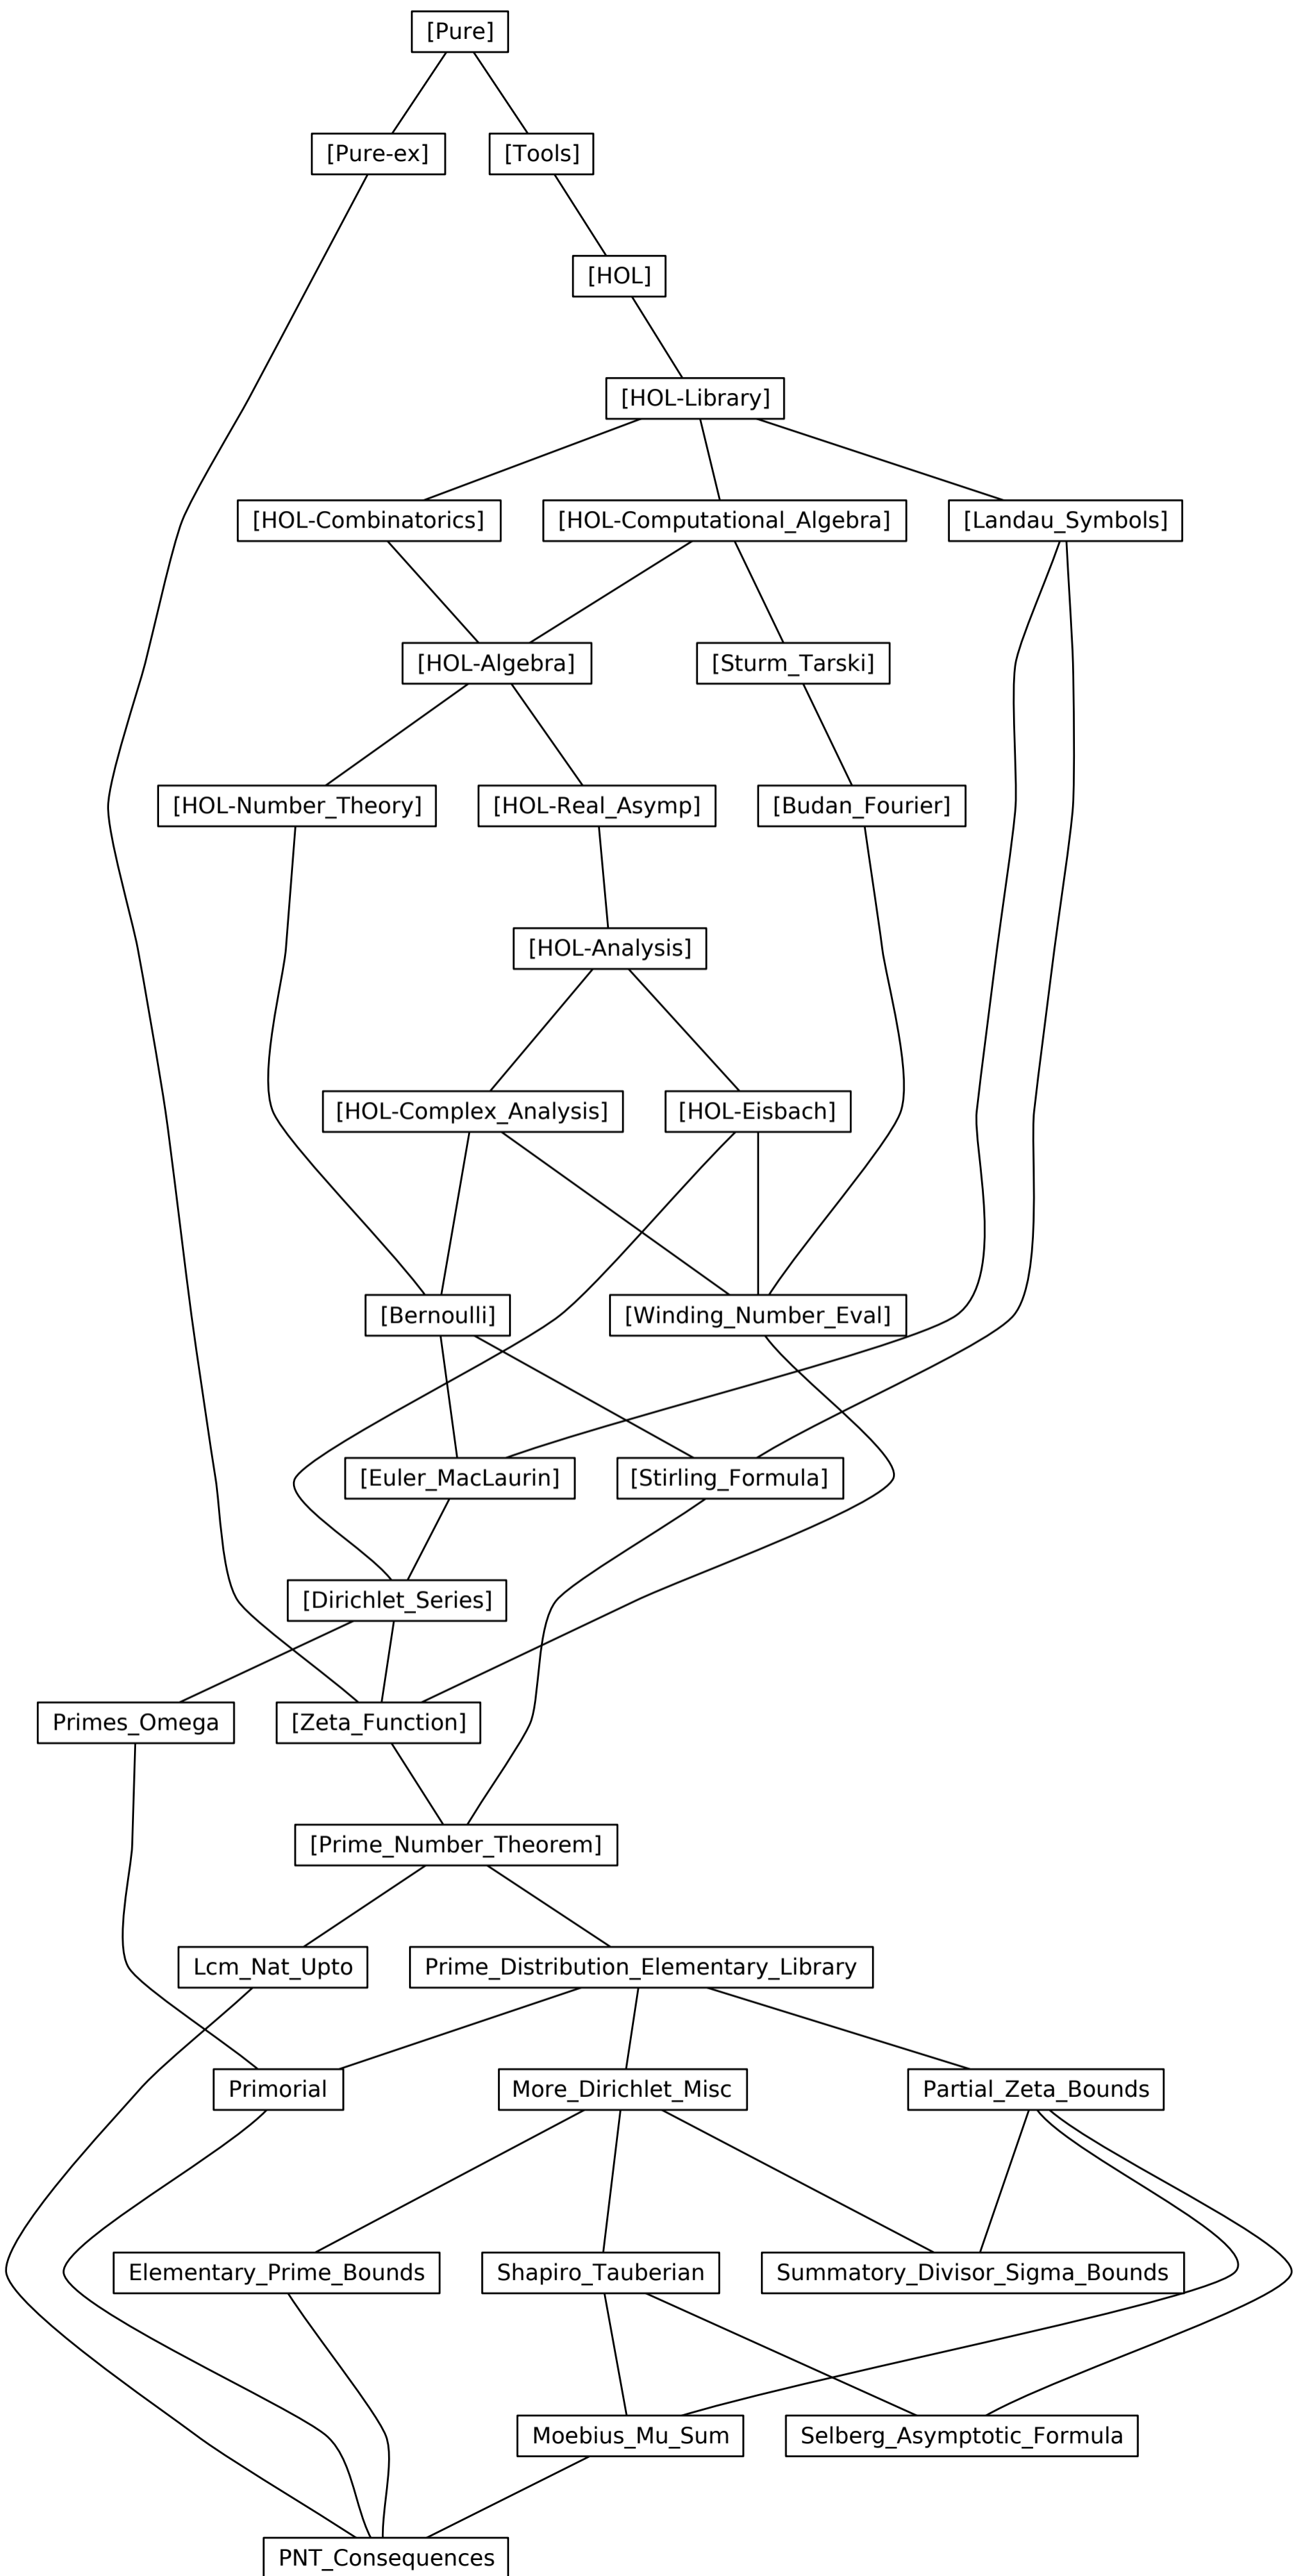 [Pure]
[Pure-ex]
[Tools]
[HOL]
[HOL-Library]
[HOL-Combinatorics]
[HOL-Computational_Algebra]
[Landau_Symbols]
[HOL-Algebra]
[Sturm_Tarski]
[HOL-Number_Theory]
[HOL-Real_Asymp]
[Budan_Fourier]
[HOL-Analysis]
[HOL-Complex_Analysis]
[HOL-Eisbach]
[Bernoulli]
[Winding_Number_Eval]
[Euler_MacLaurin]
[Stirling_Formula]
[Dirichlet_Series]
Primes_Omega
[Zeta_Function]
[Prime_Number_Theorem]
Lcm_Nat_Upto
Prime_Distribution_Elementary_Library
Primorial
More_Dirichlet_Misc
Partial_Zeta_Bounds
Elementary_Prime_Bounds
Shapiro_Tauberian
Summatory_Divisor_Sigma_Bounds
Moebius_Mu_Sum
Selberg_Asymptotic_Formula
PNT_Consequences